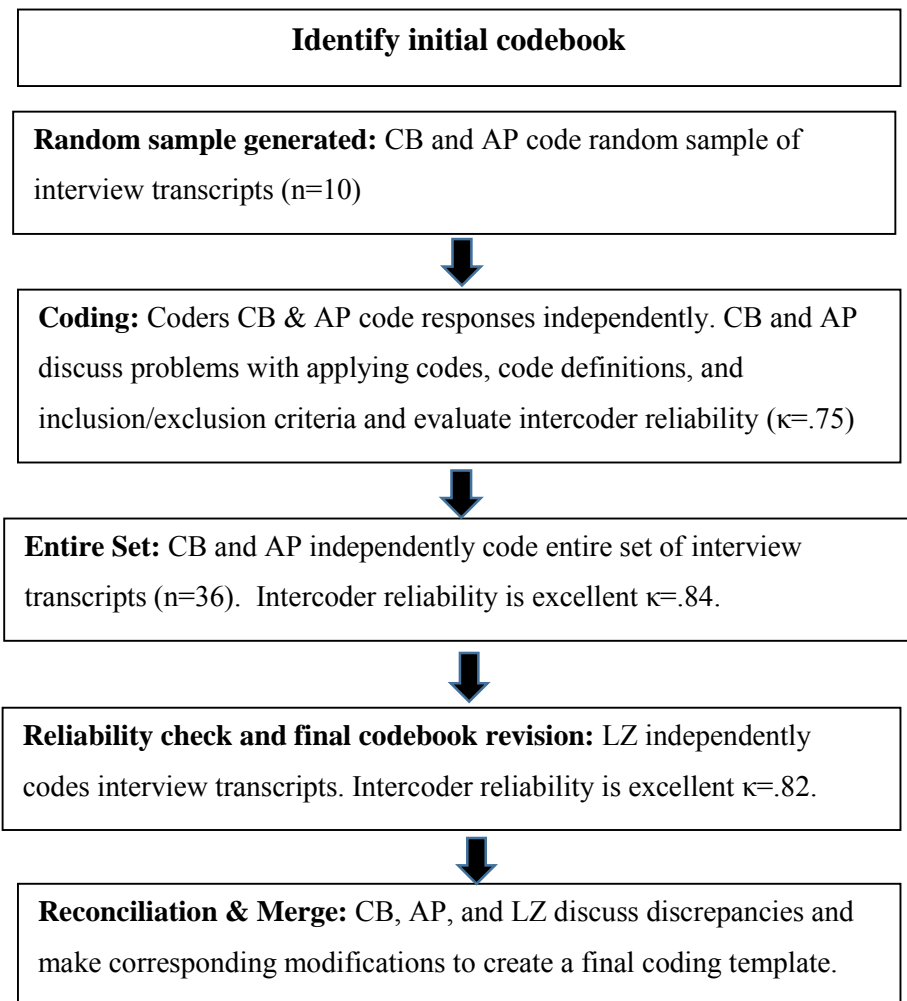 Identify initial codebook
Random sample generated: CB and AP code random sample of
interview transcripts (n=10)
Coding: Coders CB & AP code responses independently. CB and AP
discuss problems with applying codes, code definitions, and
inclusion/exclusion criteria and evaluate intercoder reliability (κ=.75)
Entire Set: CB and AP independently code entire set of interview
transcripts (n=36).  Intercoder reliability is excellent κ=.84.
Reliability check and final codebook revision: LZ independently
codes interview transcripts. Intercoder reliability is excellent κ=.82.
Reconciliation & Merge: CB, AP, and LZ discuss discrepancies and
make corresponding modifications to create a final coding template.